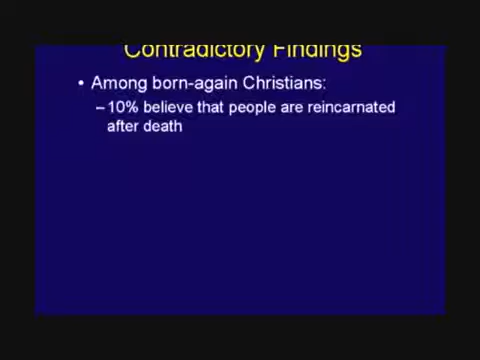 Contradictory Findings
• Among born-again Christians:
– 10% believe that people are reincarnated
after death